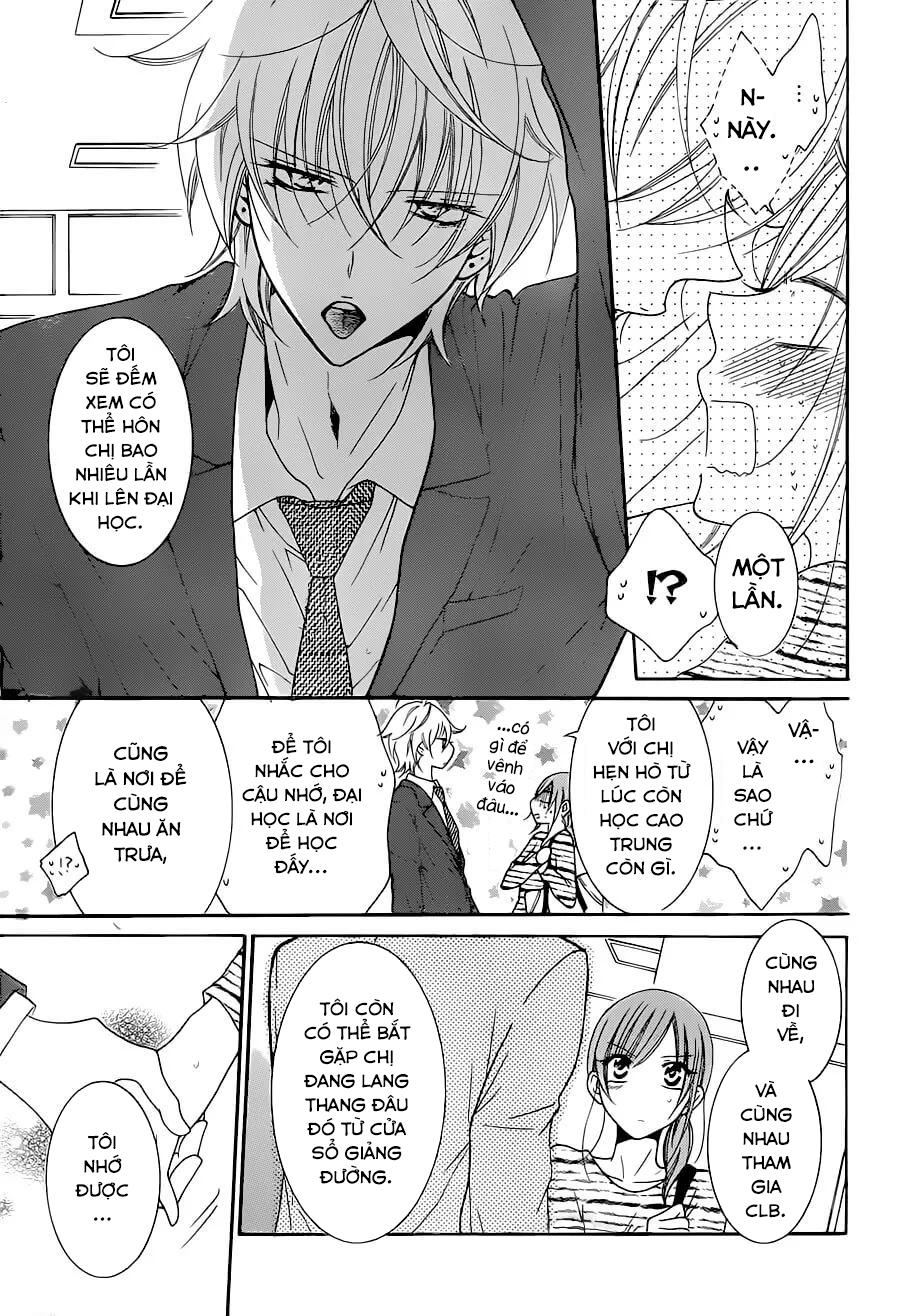 N-
NÀY.
...
MỘT
LẦN.
!?
TÔI
SẼ ĐẾM
XEM CÓ
THỂ HÔN
CHỊ BAO
NHIÊU LẦN
KHI LÊN ĐẠI
HỌC.
VẬ-
...
VẬY
LÀ
SAO
CHỨ
...
TÔI
VỚI CHỊ
HẸN HÒ TỪ
LÚC CÒN
HỌC CAO
TRUNG
CÒN GÌ.
...có
gì để
vênh
váo
đâu...
ĐỂ TÔI
NHẮC CHO
CẬU NHỚ, ĐẠI
HỌC LÀ NƠI
ĐỂ HỌC
ĐẤY...
CŨNG
LÀ NƠI ĐỂ
CÙNG
NHAU ĂN
TRƯA,
!?
CÙNG
NHAU
ĐI
VỀ,
VÀ
CÙNG
NHAU
THAM
GIA
CLB.
TÔI CÒN
CÓ THỂ BẮT
GẶP CHỊ
ĐANG LANG
THANG ĐÂU
ĐÓ TỪ CỬA
SỔ GIẢNG
ĐƯỜNG.
TÔI
NHỚ
ĐƯỢC
...